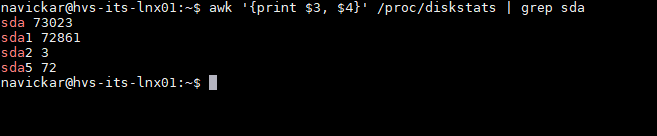 navickar@hvs-its-lnx01:~$ awk '{print $3, $4}' /proc/diskstats | grep sda
sda 73023
sda1 72861
sda2 3
sda5 72
navickar@hvs-its-lnx01:~$